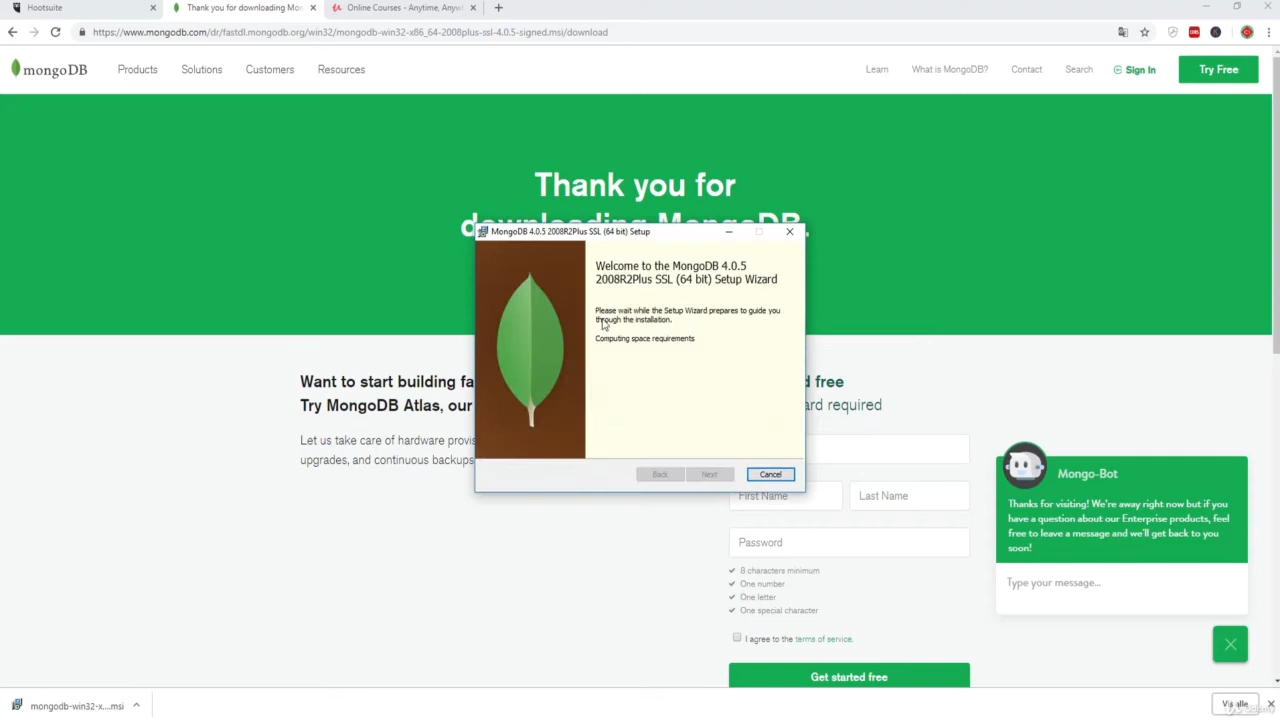 Hootsuite
Thank you for downloading Mon
Online Courses - Anytime, Anywh
https://www.mongodb.com/dr/fastdl.mongodb.org/win32/mongodb-win32-x86_64-2008plus-ssl-4.0.5-signed.msi/download
mongoDB
Products
Solutions
Customers
Resources
Learn
What is MongoDB?
Contact
Search
Sign In
Try Free
Thank you for
downloading MongoDB.
MongoDB 4.0.5 2008R2Plus SSL (64 bit) Setup
Welcome to the MongoDB 4.0.5
2008R2Plus SSL (64 bit) Setup Wizard
Please wait while the Setup Wizard prepares to guide you
through the installation.
Computing space requirements
Back
Next
Cancel
Want to start building fa
Try MongoDB Atlas, our
Let us take care of hardware provis
upgrades, and continuous backups
d free
ard required
First Name
Last Name
Password
8 characters minimum
One number
One letter
One special character
I agree to the terms of service.
Get started free
Mongo-Bot
Thanks for visiting! We're away right now but if you
have a question about our Enterprise products, feel
free to leave a message and we'll get back to you
soon!
Type your message...
mongodb-win32-x....msi
Vis alle
Udemy